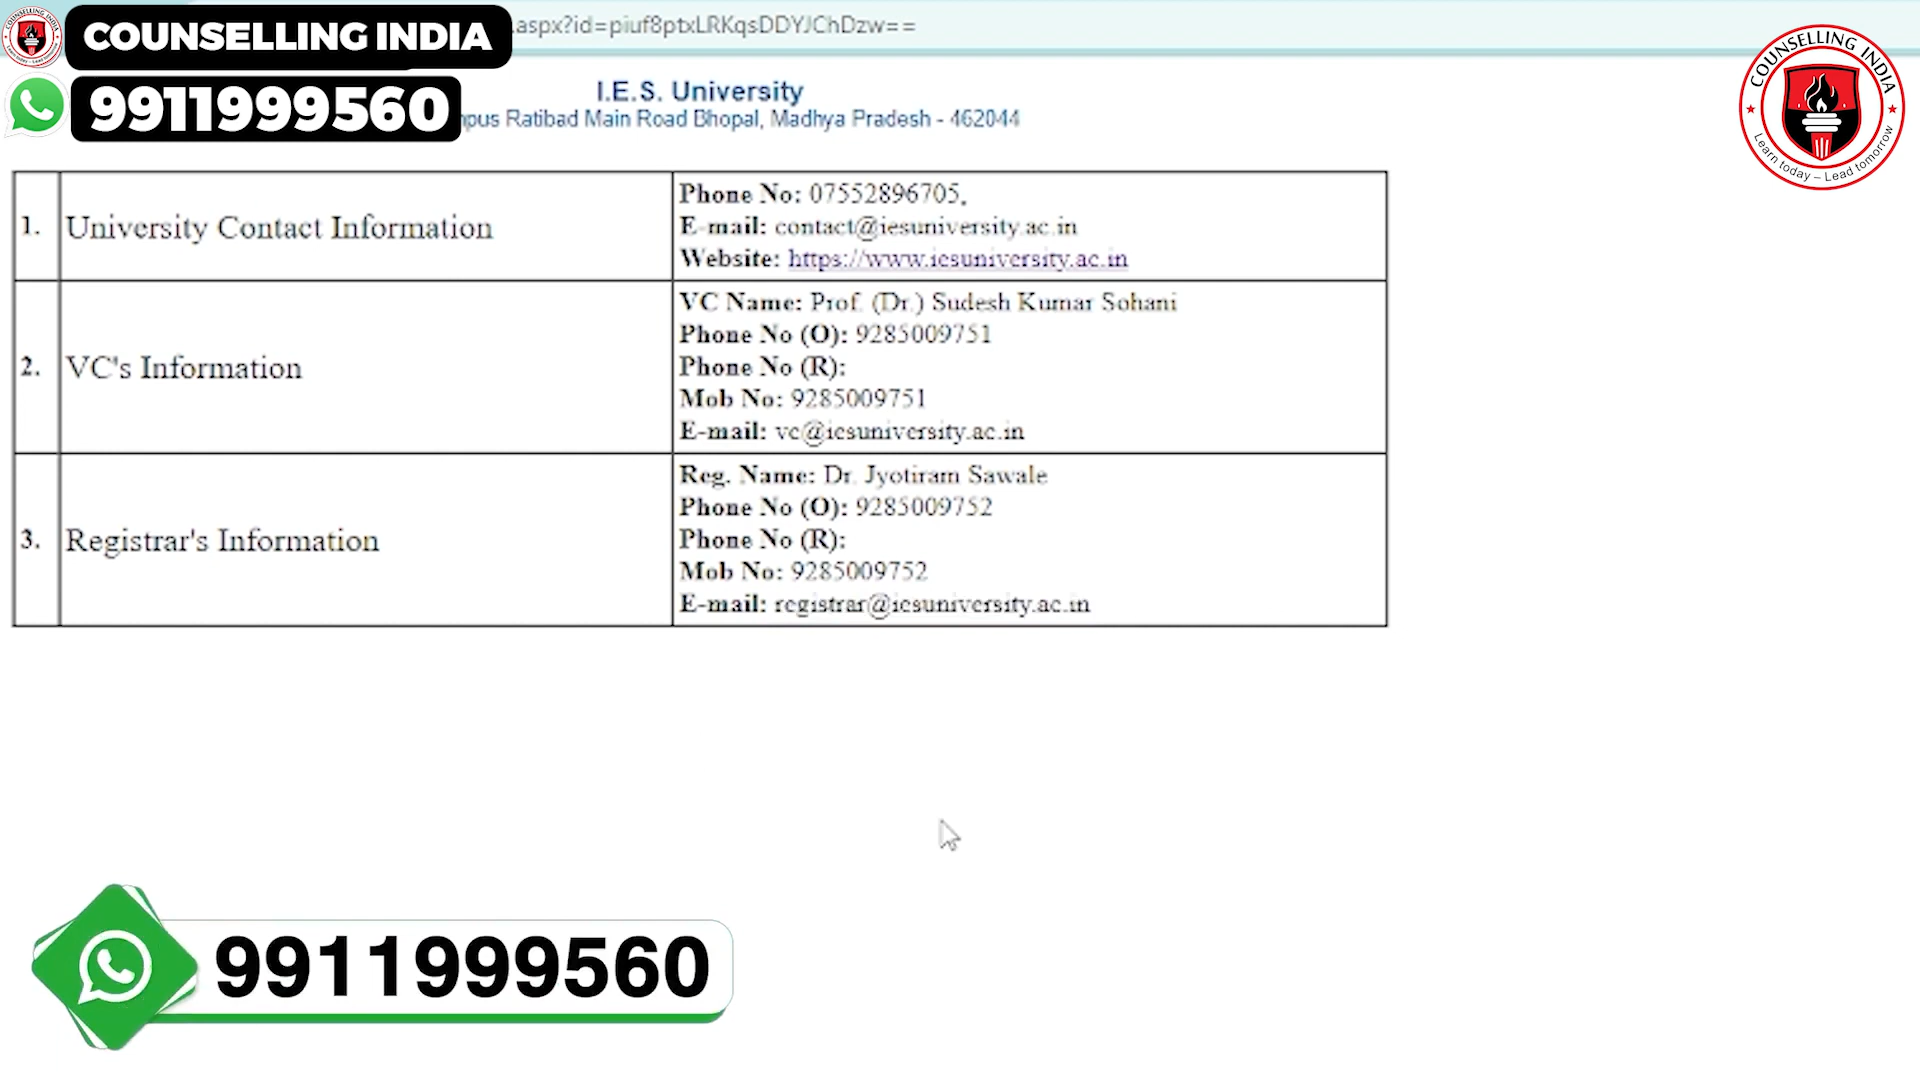 COUNSELLING INDIA
.aspx?id=piuf8ptxLRKqsDDYJChDzw==
9911999560
I.E.S. University
Ratibad Main Road Bhopal, Madhya Pradesh - 462044
COUNSELLING INDIA
Learn today – Lead tomorrow
1. University Contact Information
Phone No: 07552896705,
E-mail: contact@iesuniversity.ac.in
Website: https://www.iesuniversity.ac.in
2. VC's Information
VC Name: Prof. (Dr.) Sudesh Kumar Sohani
Phone No (O): 9285009751
Phone No (R):
Mob No: 9285009751
E-mail: vc@iesuniversity.ac.in
3. Registrar's Information
Reg. Name: Dr. Jyotiram Sawale
Phone No (O): 9285009752
Phone No (R):
Mob No: 9285009752
E-mail: registrar@iesuniversity.ac.in
9911999560